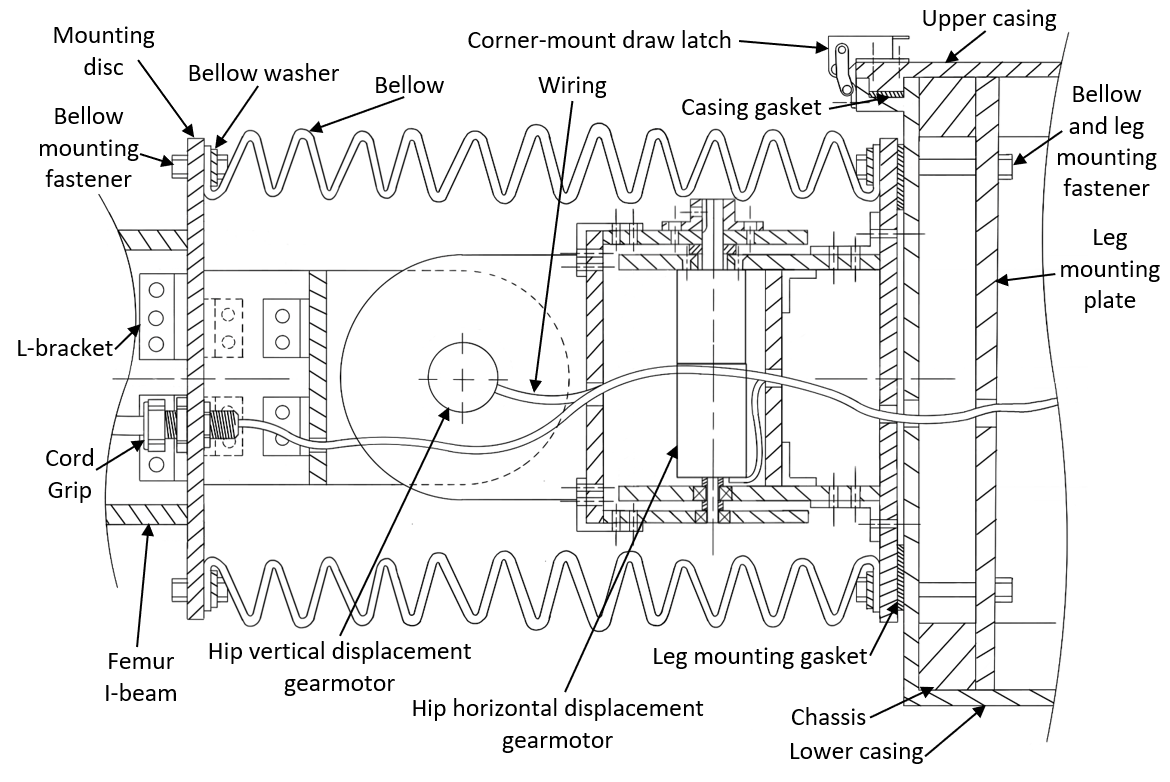 Upper casing
Corner-mount draw latch
Mounting
disc
Bellow washer
Bellow
Wiring
Casing gasket
Bellow
and leg
mounting
fastener
Bellow
mounting
fastener
Leg
mounting
plate
L-bracket
Cord
Grip
Hip vertical displacement
gearmotor
Leg mounting gasket
Femur
I-beam
Hip horizontal displacement
gearmotor
Chassis
Lower casing